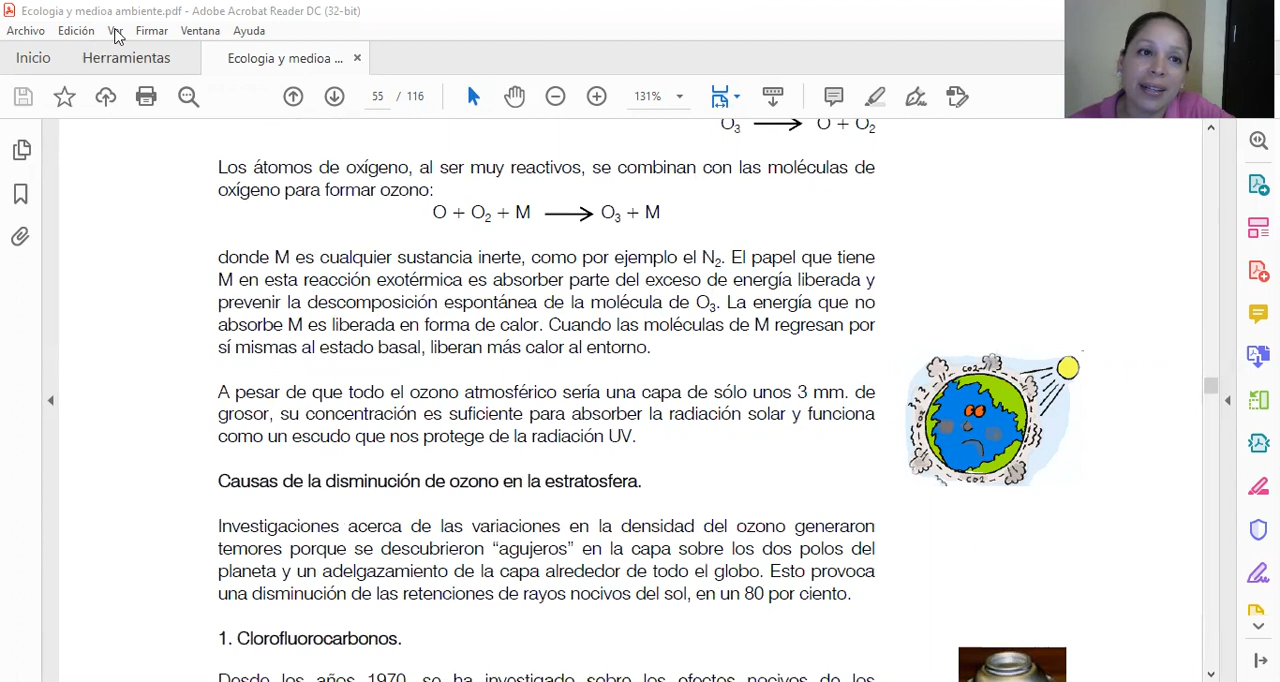 Ecologia y medioa ambiente.pdf - Adobe Acrobat Reader DC (32-bit)
Archivo Edición Ver Firmar Ventana Ayuda
Inicio Herramientas Ecologia y medioa ... ×
55 / 116 131%
O3 → O + O2
Los átomos de oxígeno, al ser muy reactivos, se combinan con las moléculas de
oxígeno para formar ozono:
O + O2 + M → O3 + M
donde M es cualquier sustancia inerte, como por ejemplo el N2. El papel que tiene
M en esta reacción exotérmica es absorber parte del exceso de energía liberada y
prevenir la descomposición espontánea de la molécula de O3. La energía que no
absorbe M es liberada en forma de calor. Cuando las moléculas de M regresan por
sí mismas al estado basal, liberan más calor al entorno.
A pesar de que todo el ozono atmosférico sería una capa de sólo unos 3 mm. de
grosor, su concentración es suficiente para absorber la radiación solar y funciona
como un escudo que nos protege de la radiación UV.
CO2
CO2
Causas de la disminución de ozono en la estratosfera.
Investigaciones acerca de las variaciones en la densidad del ozono generaron
temores porque se descubrieron “agujeros” en la capa sobre los dos polos del
planeta y un adelgazamiento de la capa alrededor de todo el globo. Esto provoca
una disminución de las retenciones de rayos nocivos del sol, en un 80 por ciento.
1. Clorofluorocarbonos.
Desde los años 1970, se ha investigado sobre los efectos nocivos de los